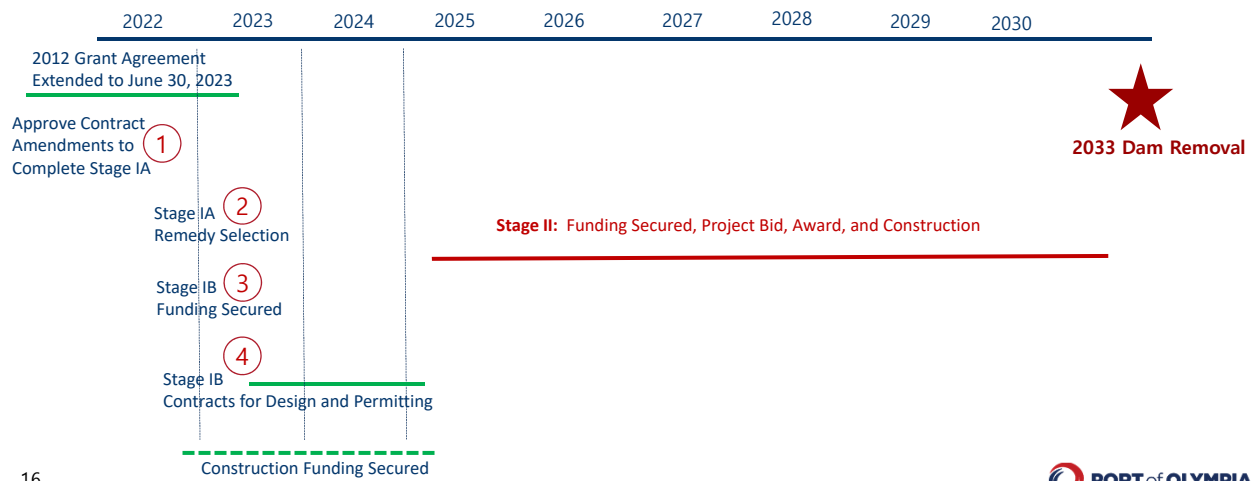 2022 2023 2024 2025 2026 2027 2028 2029 2030
2012 Grant Agreement
Extended to June 30, 2023
Approve Contract
Amendments to
Complete Stage IA
1
2033 Dam Removal
Stage IA
Remedy Selection
2
Stage II: Funding Secured, Project Bid, Award, and Construction
Stage IB
Funding Secured
3
4
Stage IB
Contracts for Design and Permitting
Construction Funding Secured
16
PORT of OLYMPIA